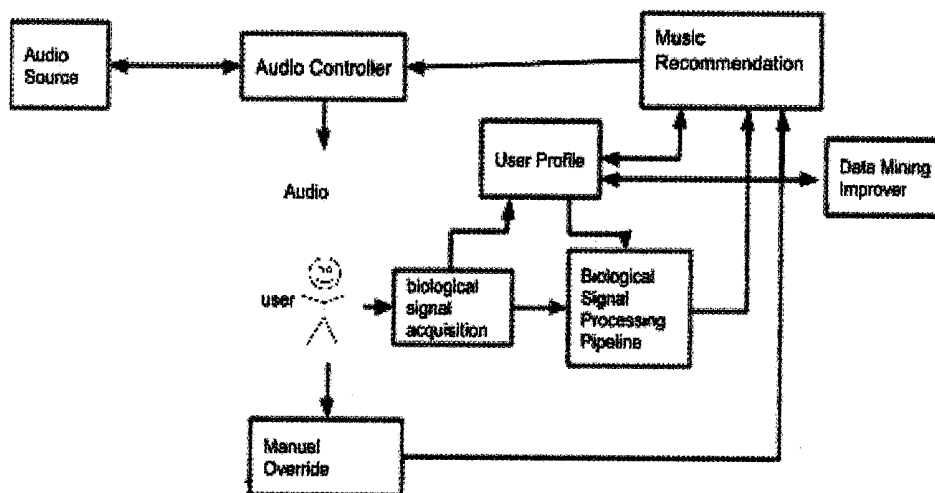 Audio
Source
Audio Controller
Music
Recommendation
User Profile
Data Mining
Improver
Audio
user
biological
signal
acquisition
Biological
Signal
Processing
Pipeline
Manual
Override